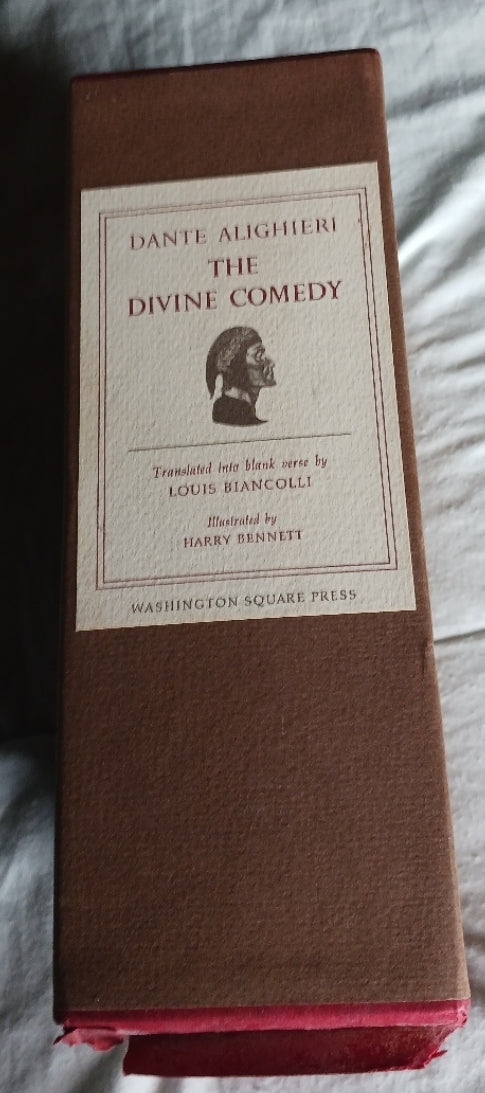 DANTE ALIGHIERI
THE
DIVINE COMEDY
Translated into blank verse by
LOUIS BIANCOLLI
Illustrated by
HARRY BENNETT
WASHINGTON SQUARE PRESS